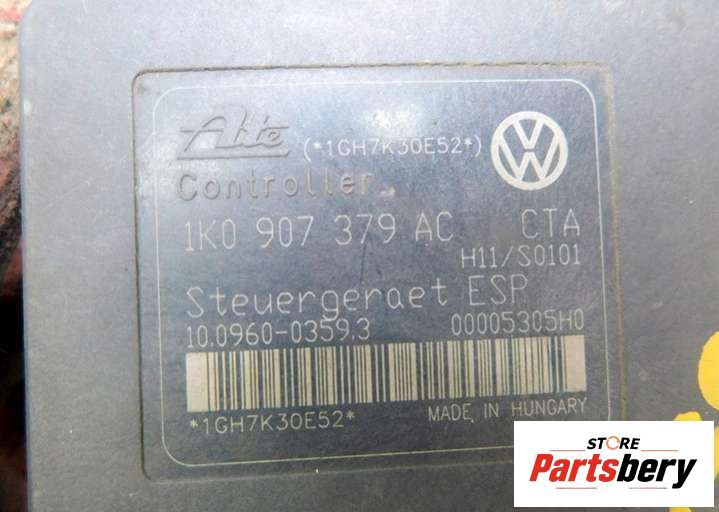 Ate (*1GH7K30E52*)
Controller
1K0 907 379 AC CTA
H11/S0101
Steuergeraet ESP
10.0960-0359.3 00005305H0
*1GH7K30E52* MADE IN HUNGARY
STORE
Partsbery